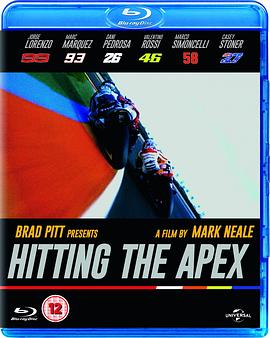 Blu-ray Disc
JORGE LORENZO MARC MARQUEZ DANI PEDROSA VALENTINO ROSSI MARCO SIMONCELLI CASEY STONER
99 93 26 46 58 27
BRAD PITT PRESENTS A FILM BY MARK NEALE
HITTING THE APEX
Blu-ray Disc 12 UNIVERSAL